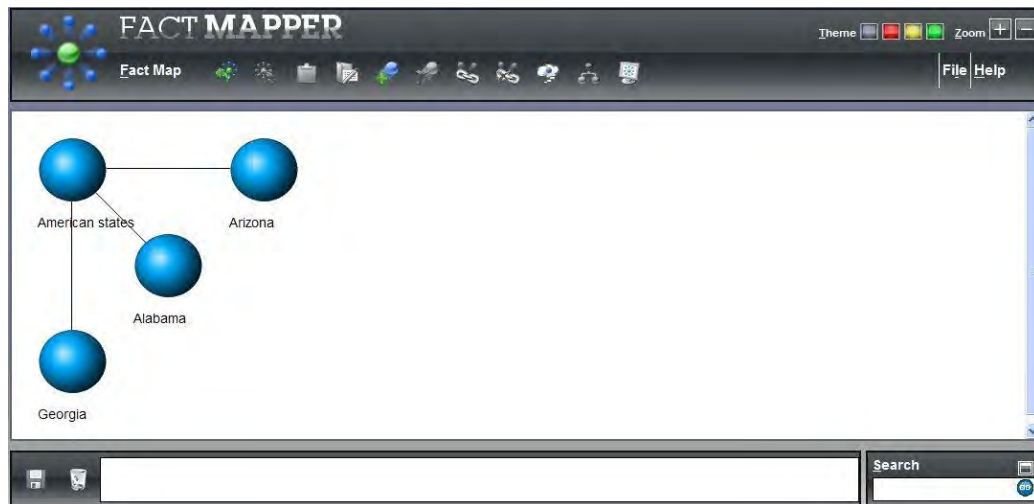 FACT MAPPER
Theme
Zoom
Fact Map
File Help
American states
Arizona
Alabama
Georgia
Search